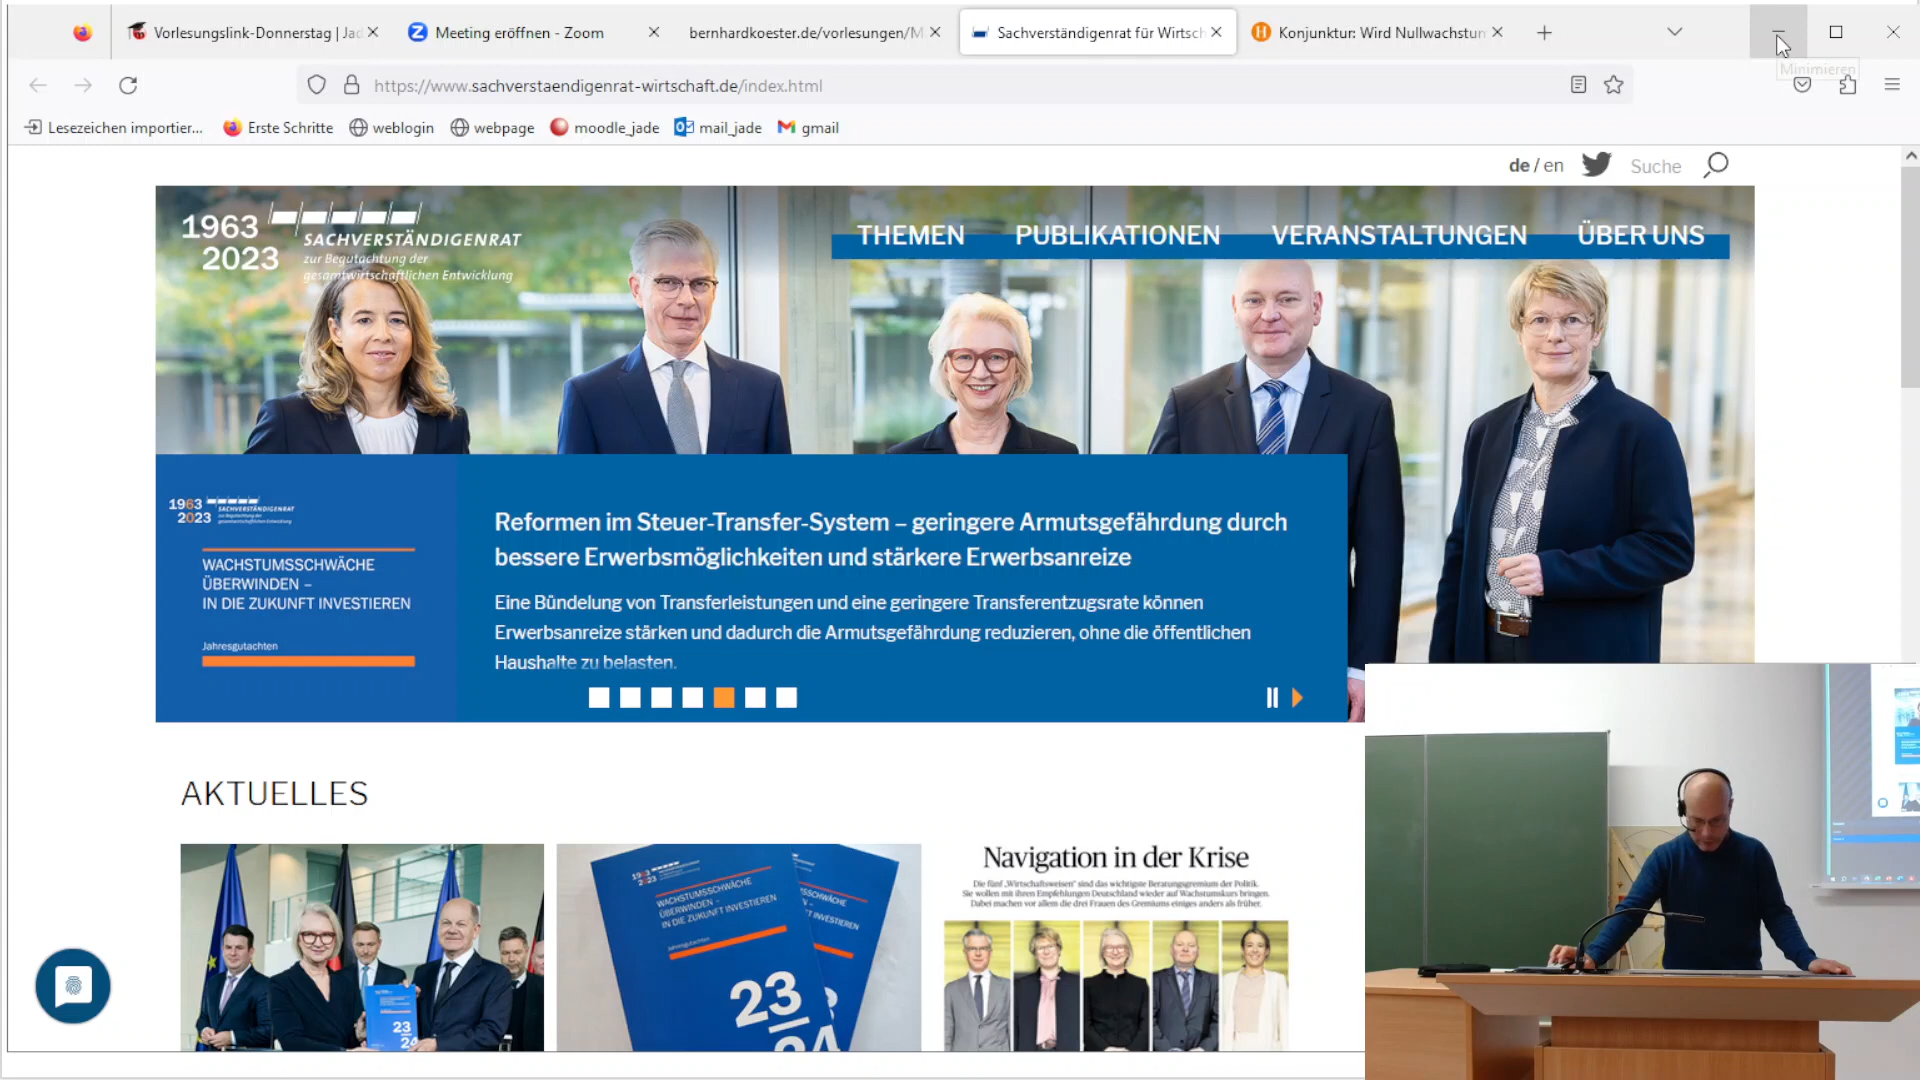 Vorlesungslink-Donnerstag | Jad
Meeting eröffnen - Zoom
bernhardkoester.de/vorlesungen/M
Sachverständigenrat für Wirtsch
Konjunktur: Wird Nullwachstum
Minimieren
https://www.sachverstaendigenrat-wirtschaft.de/index.html
Lesezeichen importier...
Erste Schritte
weblogin
webpage
moodle_jade
mail_jade
gmail
de / en
Suche
1963
2023
SACHVERSTÄNDIGENRAT
zur Begutachtung der
gesamtwirtschaftlichen Entwicklung
THEMEN
PUBLIKATIONEN
VERANSTALTUNGEN
ÜBER UNS
1963
2023
SACHVERSTÄNDIGENRAT
WACHSTUMSSCHWÄCHE
ÜBERWINDEN –
IN DIE ZUKUNFT INVESTIEREN
Jahresgutachten
Reformen im Steuer-Transfer-System – geringere Armutsgefährdung durch
bessere Erwerbsmöglichkeiten und stärkere Erwerbsanreize
Eine Bündelung von Transferleistungen und eine geringere Transferentzugsrate können
Erwerbsanreize stärken und dadurch die Armutsgefährdung reduzieren, ohne die öffentlichen
Haushalte zu belasten.
AKTUELLES
23
24
WACHSTUMSSCHWÄCHE
ÜBERWINDEN –
IN DIE ZUKUNFT INVESTIEREN
Jahresgutachten
23
24
Navigation in der Krise
Die fünf „Wirtschaftsweisen" sind das wichtigste Beratungsgremium der Politik.
Sie wollen mit ihren Empfehlungen Deutschland wieder auf Wachstumskurs bringen.
Dabei machen vor allem die drei Frauen des Gremiums einiges anders als früher.